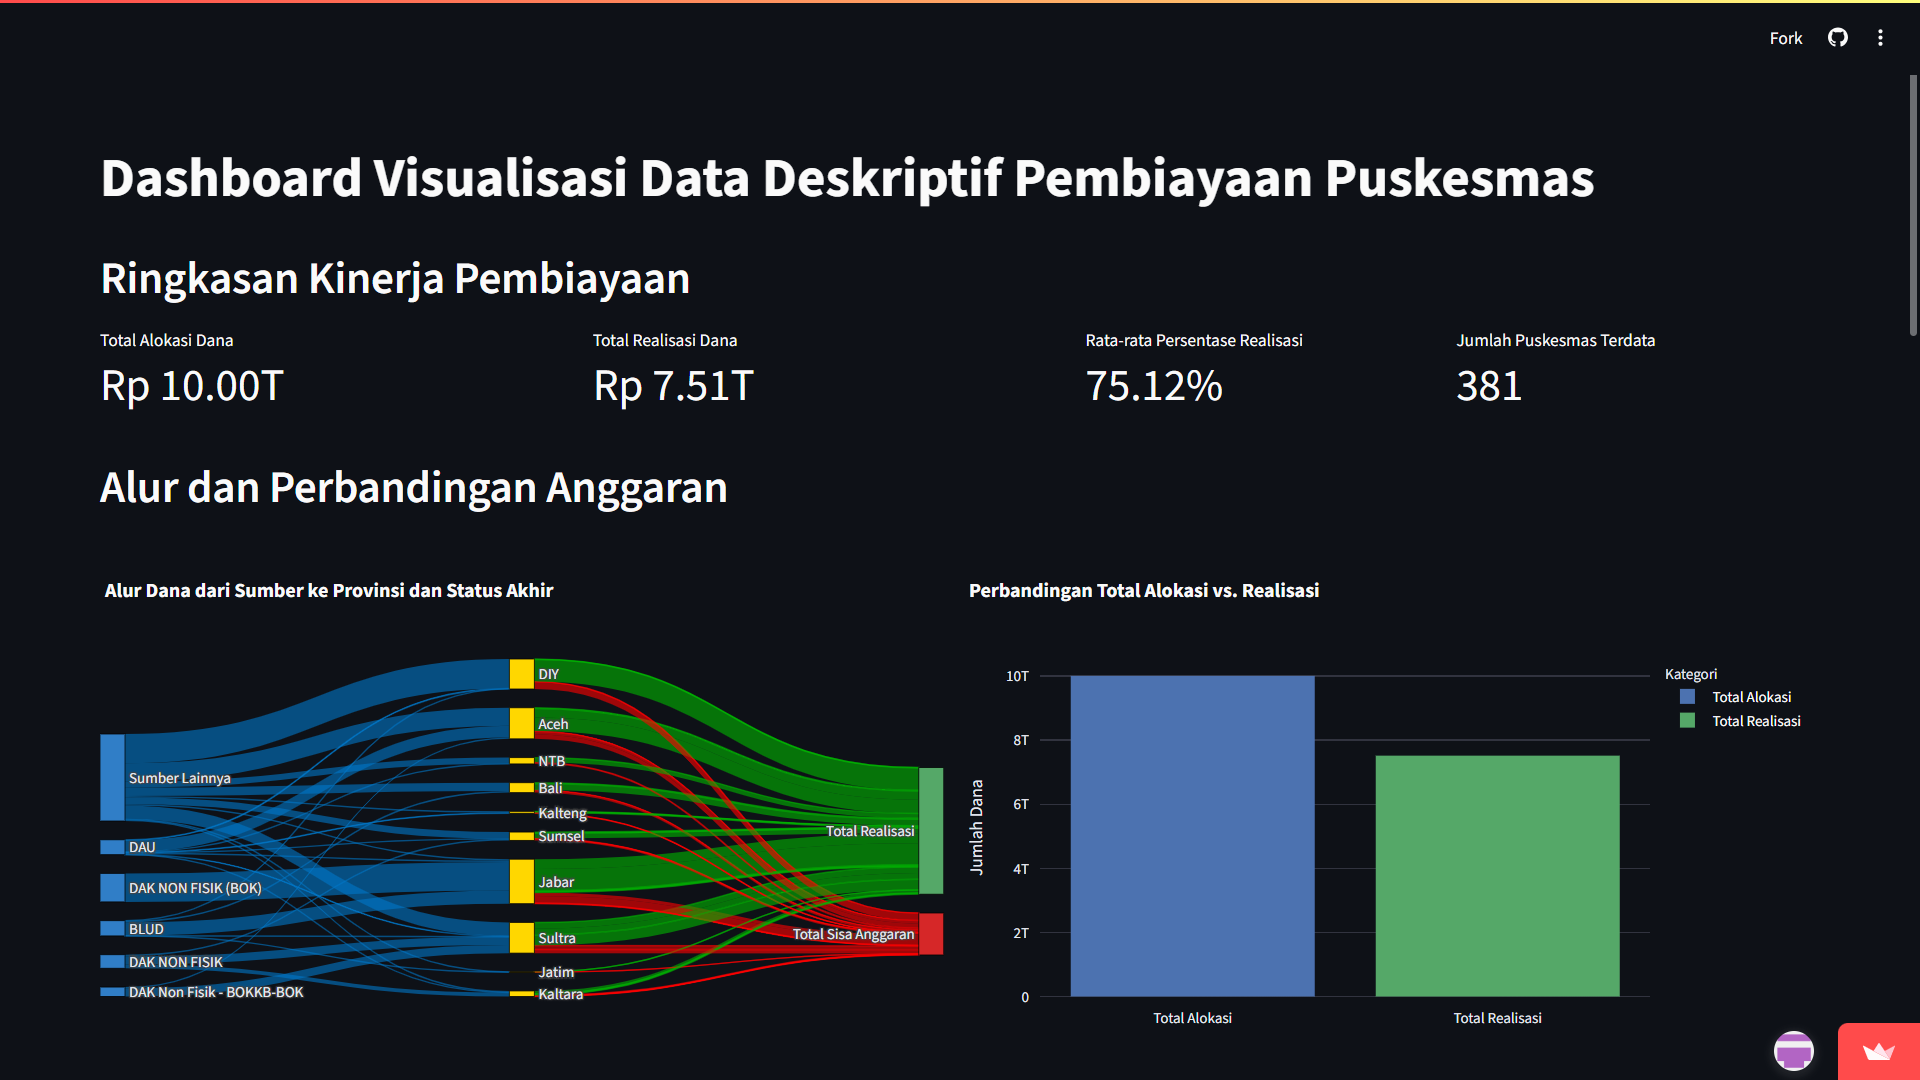 Fork
Dashboard Visualisasi Data Deskriptif Pembiayaan Puskesmas
Ringkasan Kinerja Pembiayaan
Total Alokasi Dana
Rp 10.00T
Total Realisasi Dana
Rp 7.51T
Rata-rata Persentase Realisasi
75.12%
Jumlah Puskesmas Terdata
381
Alur dan Perbandingan Anggaran
Alur Dana dari Sumber ke Provinsi dan Status Akhir
Sumber Lainnya
DAU
DAK NON FISIK (BOK)
BLUD
DAK NON FISIK
DAK Non Fisik - BOKKB-BOK
DIY
Aceh
NTB
Bali
Kalteng
Sumsel
Jabar
Sultra
Jatim
Kaltara
Total Realisasi
Total Sisa Anggaran
Perbandingan Total Alokasi vs. Realisasi
Jumlah Dana
10T
8T
6T
4T
2T
0
Total Alokasi
Total Realisasi
Kategori
Total Alokasi
Total Realisasi